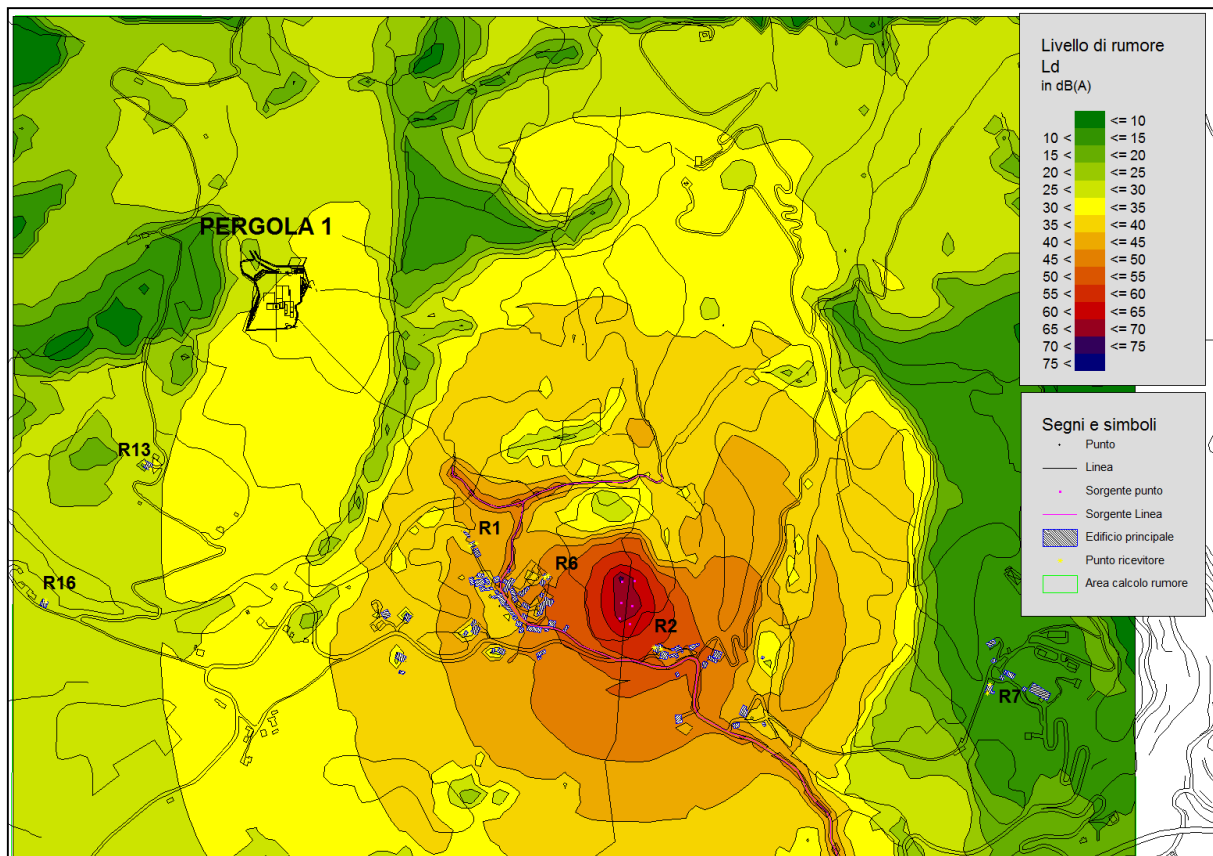 Livello di rumore
Ld
in dB(A)
<= 10
10 < <= 15
15 < <= 20
20 < <= 25
25 < <= 30
30 < <= 35
35 < <= 40
40 < <= 45
45 < <= 50
50 < <= 55
55 < <= 60
60 < <= 65
65 < <= 70
70 < <= 75
75 <
Segni e simboli
Punto
Linea
Sorgente punto
Sorgente Linea
Edificio principale
Punto ricevitore
Area calcolo rumore
PERGOLA 1
R13
R1
R6
R16
R2
R7